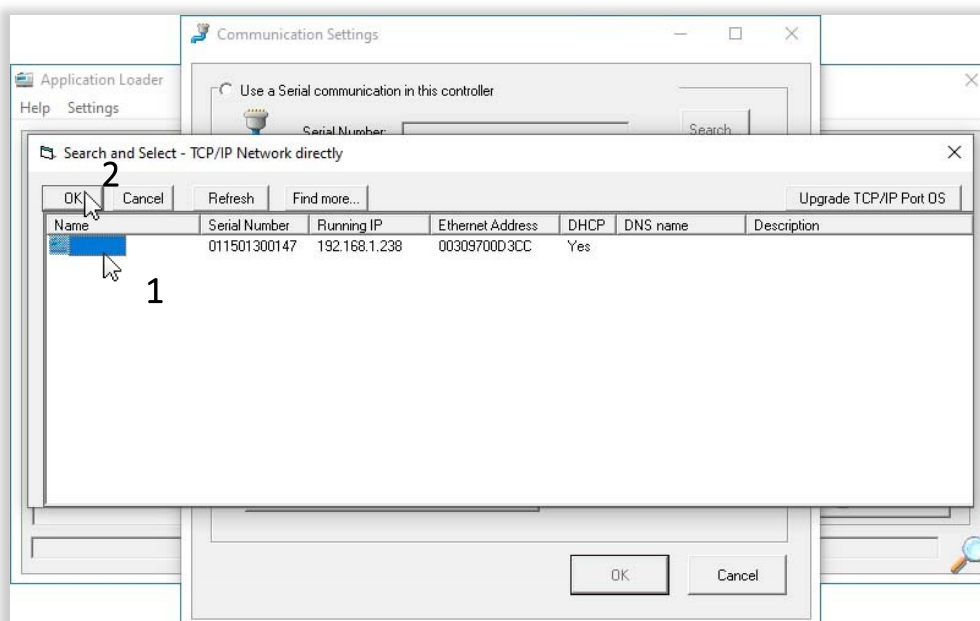 Communication Settings
Application Loader
Help Settings
Use a Serial communication in this controller
Serial Number: Search
Search and Select - TCP/IP Network directly
2
OK Cancel Refresh Find more... Upgrade TCP/IP Port OS
Name Serial Number Running IP Ethernet Address DHCP DNS name Description
011501300147 192.168.1.238 00309700D3CC Yes
1
OK Cancel